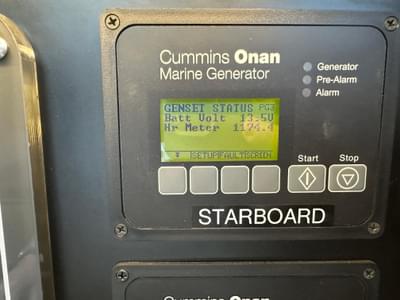 Cummins Onan
Marine Generator
Generator
Pre-Alarm
Alarm
GENSET STATUS PG2
Batt Volt 13.5V
Hr Meter 1174.4
Start
Stop
STARBOARD
Cummins Onan